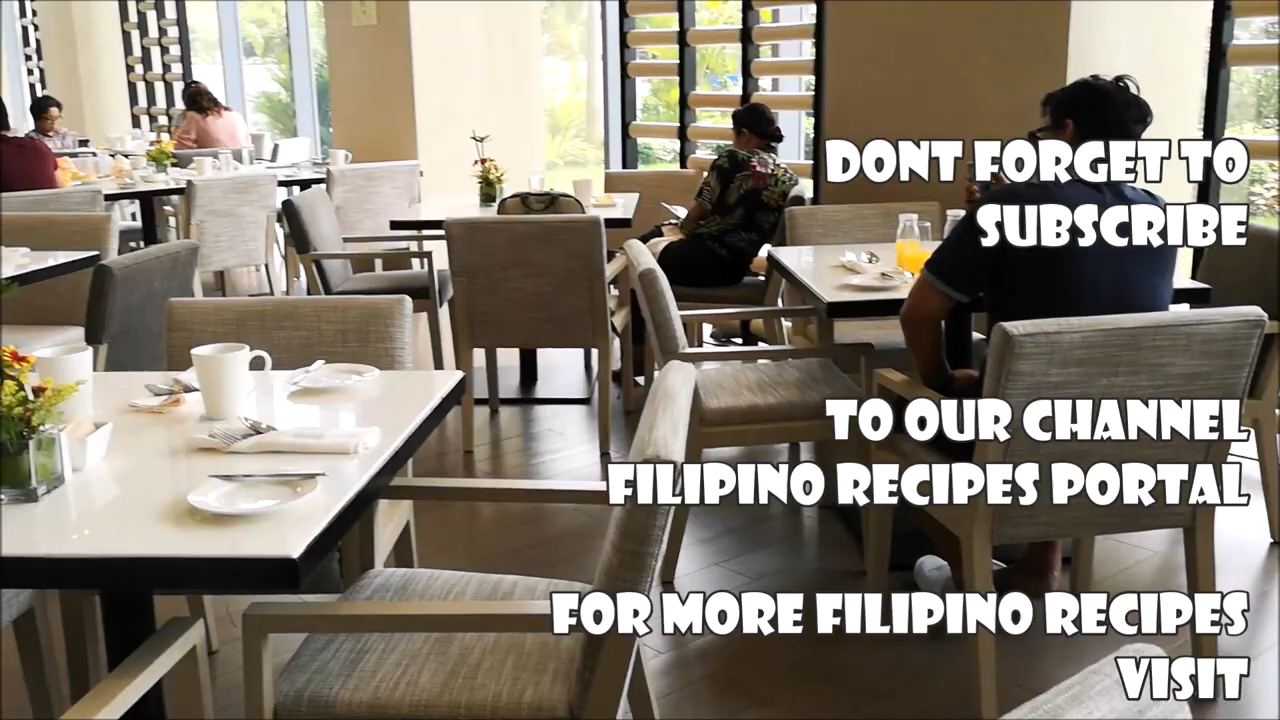 DONT FORGET TO
SUBSCRIBE
TO OUR CHANNEL
FILIPINO RECIPES PORTAL
FOR MORE FILIPINO RECIPES
VISIT